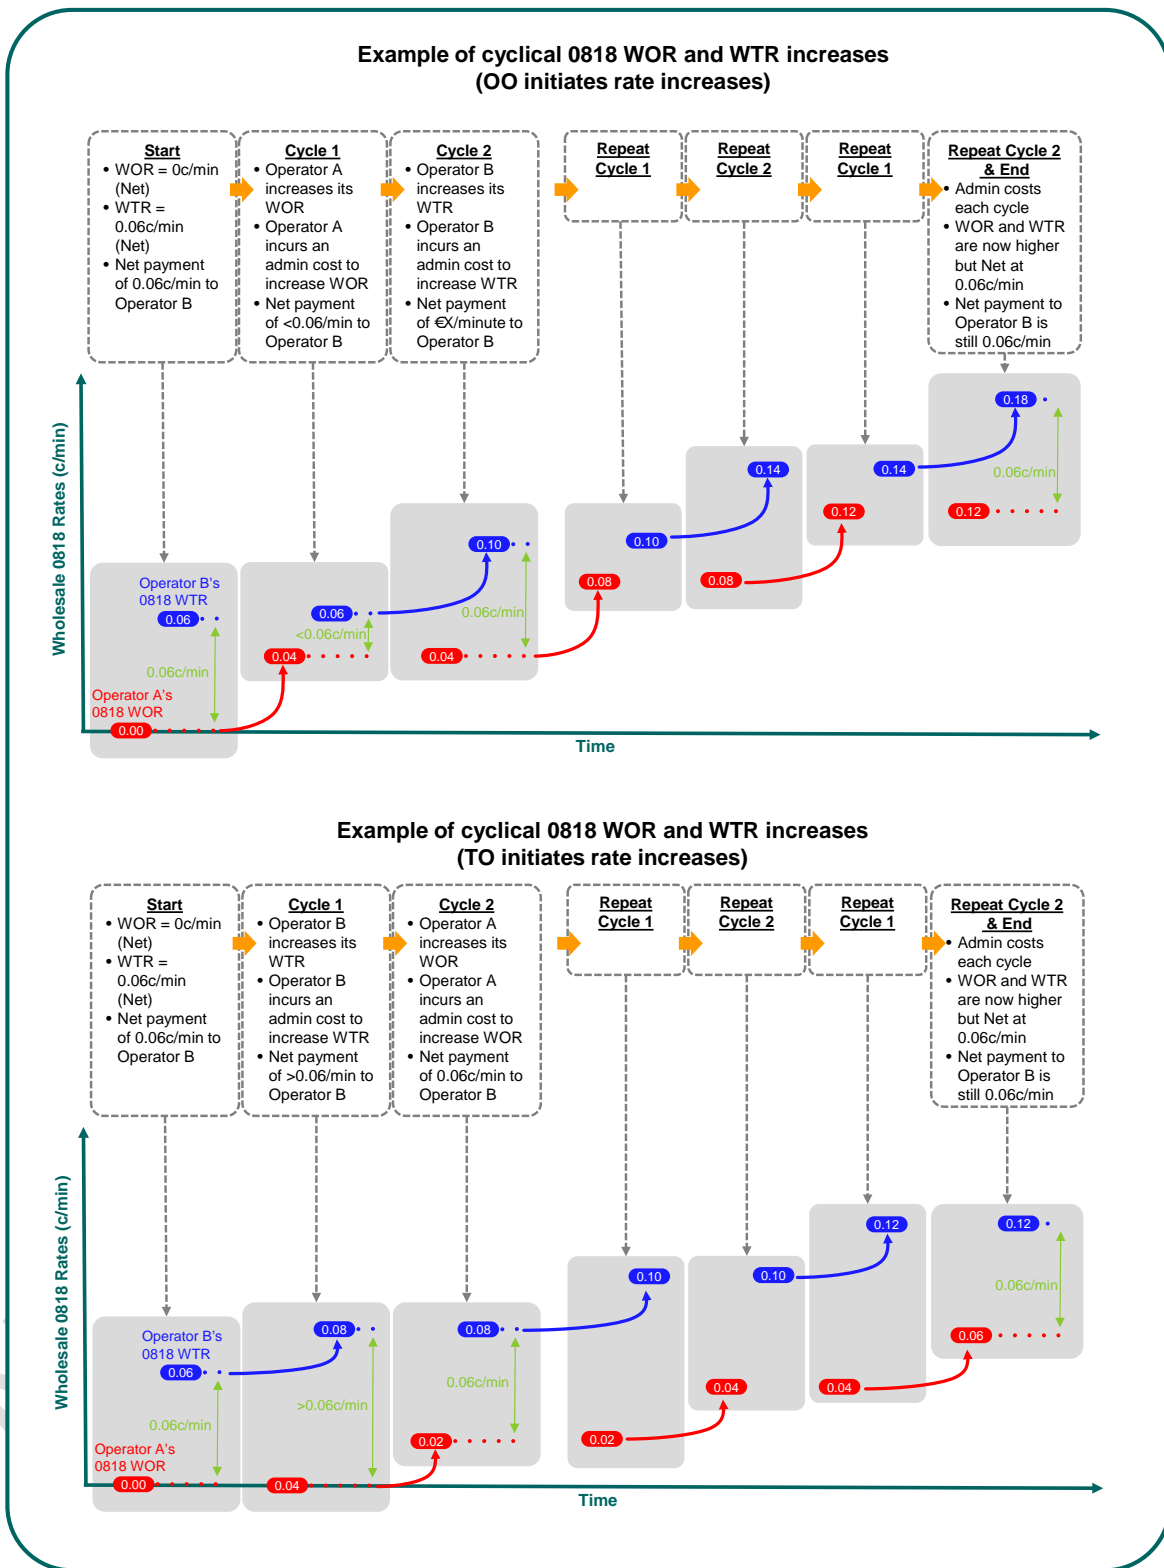 Example of cyclical 0818 WOR and WTR increases
(OO initiates rate increases)
Start
• WOR = 0c/min
(Net)
• WTR =
0.06c/min
(Net)
• Net payment
of 0.06c/min to
Operator B
Cycle 1
• Operator A
increases its
WOR
• Operator A
incurs an
admin cost to
increase WOR
• Net payment
of <0.06/min to
Operator B
Cycle 2
• Operator B
increases its
WTR
• Operator B
incurs an
admin cost to
increase WTR
• Net payment
of €X/minute to
Operator B
Repeat
Cycle 1
Repeat
Cycle 2
Repeat
Cycle 1
Repeat Cycle 2
& End
• Admin costs
each cycle
• WOR and WTR
are now higher
but Net at
0.06c/min
• Net payment to
Operator B is
still 0.06c/min
Wholesale 0818 Rates (c/min)
Operator B's
0818 WTR
0.06
0.06c/min
Operator A's
0818 WOR
0.00
0.06
<0.06c/min
0.04
0.10
0.06c/min
0.04
0.10
0.08
0.14
0.08
0.14
0.12
0.18
0.06c/min
0.12
Time
Example of cyclical 0818 WOR and WTR increases
(TO initiates rate increases)
Start
• WOR = 0c/min
(Net)
• WTR =
0.06c/min
(Net)
• Net payment
of 0.06c/min to
Operator B
Cycle 1
• Operator B
increases its
WTR
• Operator B
incurs an
admin cost to
increase WTR
• Net payment
of >0.06/min to
Operator B
Cycle 2
• Operator A
increases its
WOR
• Operator A
incurs an
admin cost to
increase WOR
• Net payment
of 0.06c/min to
Operator B
Repeat
Cycle 1
Repeat
Cycle 2
Repeat
Cycle 1
Repeat Cycle 2
& End
• Admin costs
each cycle
• WOR and WTR
are now higher
but Net at
0.06c/min
• Net payment to
Operator B is
still 0.06c/min
Wholesale 0818 Rates (c/min)
Operator B's
0818 WTR
0.06
0.06c/min
Operator A's
0818 WOR
0.00
0.08
>0.06c/min
0.04
0.08
0.06c/min
0.02
0.10
0.02
0.10
0.04
0.12
0.04
0.12
0.06c/min
0.06
Time